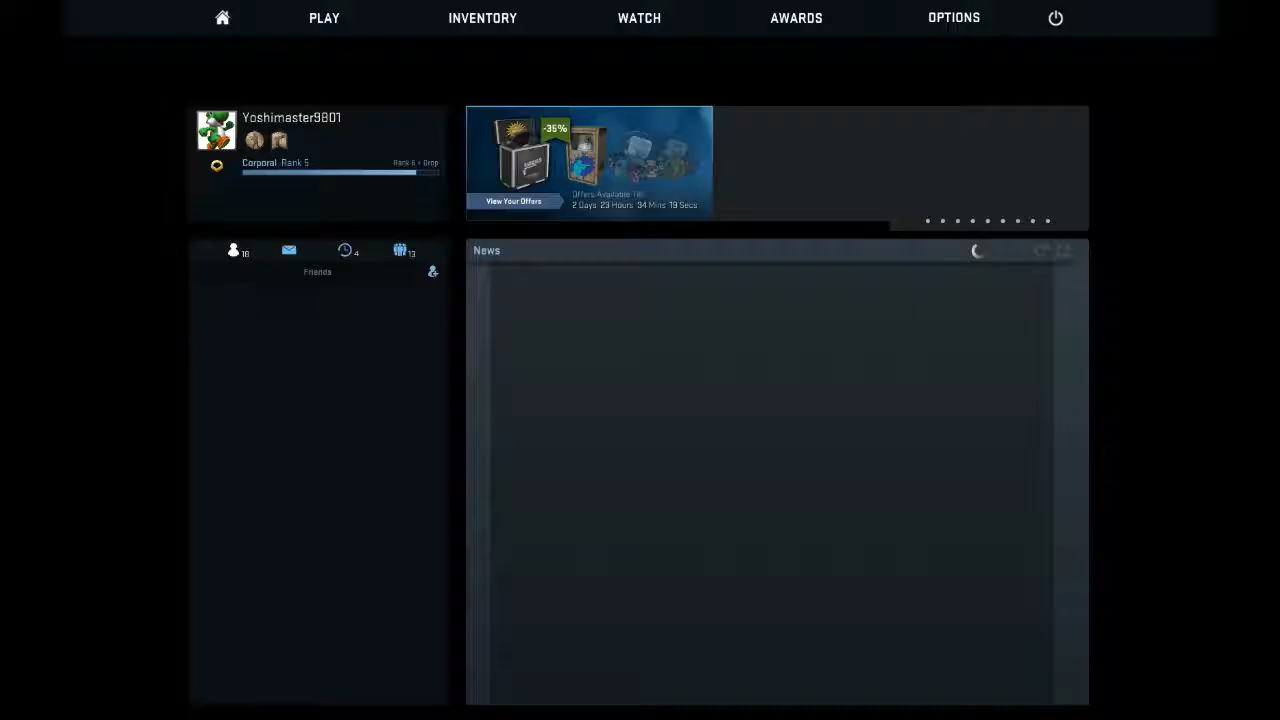 PLAY
INVENTORY
WATCH
AWARDS
OPTIONS
Yoshimaster9801
Corporal Rank 5
Rank 6 + Drop
-35%
View Your Offers
Offers Available Till
2 Days 23 Hours 34 Mins 19 Secs
18
4
13
Friends
News